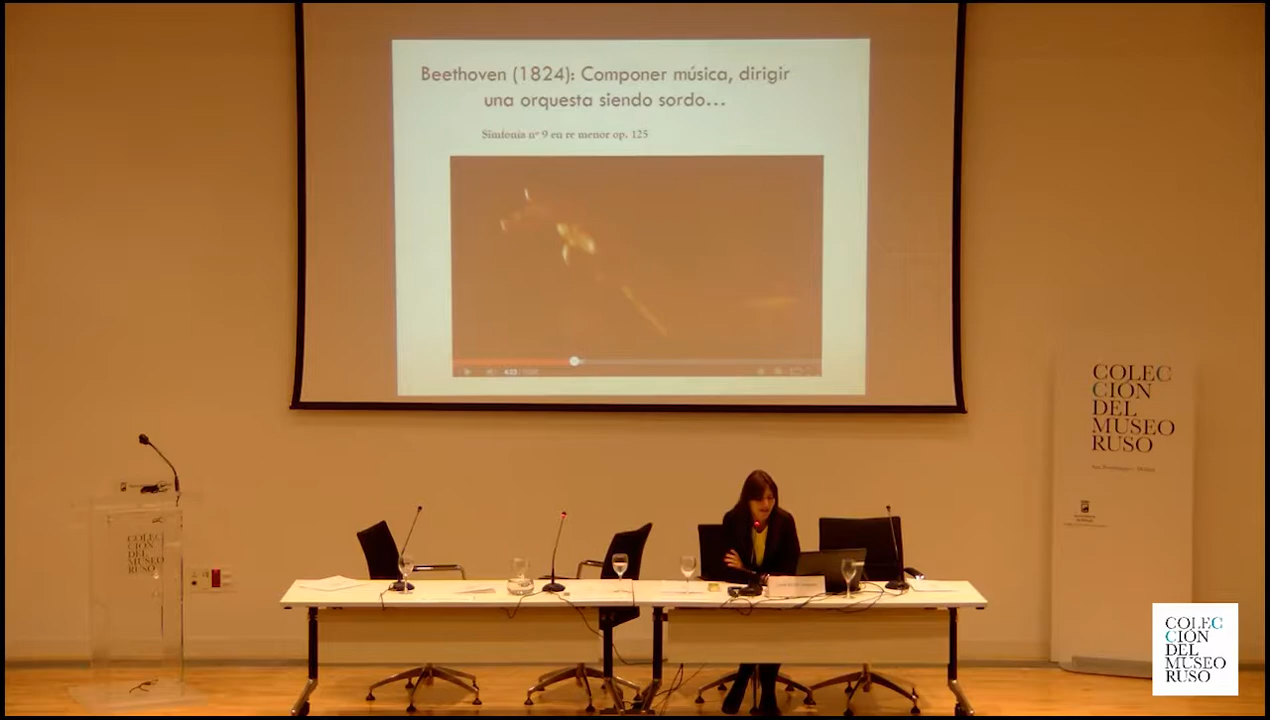 Beethoven (1824): Componer música, dirigir
una orquesta siendo sordo...
Simfonía nº 9 en re menor op. 125
COLEC
CIÓN
DEL
MUSEO
RUSO
COLEC
CIÓN
DEL
MUSEO
RUSO
COLEC
CIÓN
DEL
MUSEO
RUSO